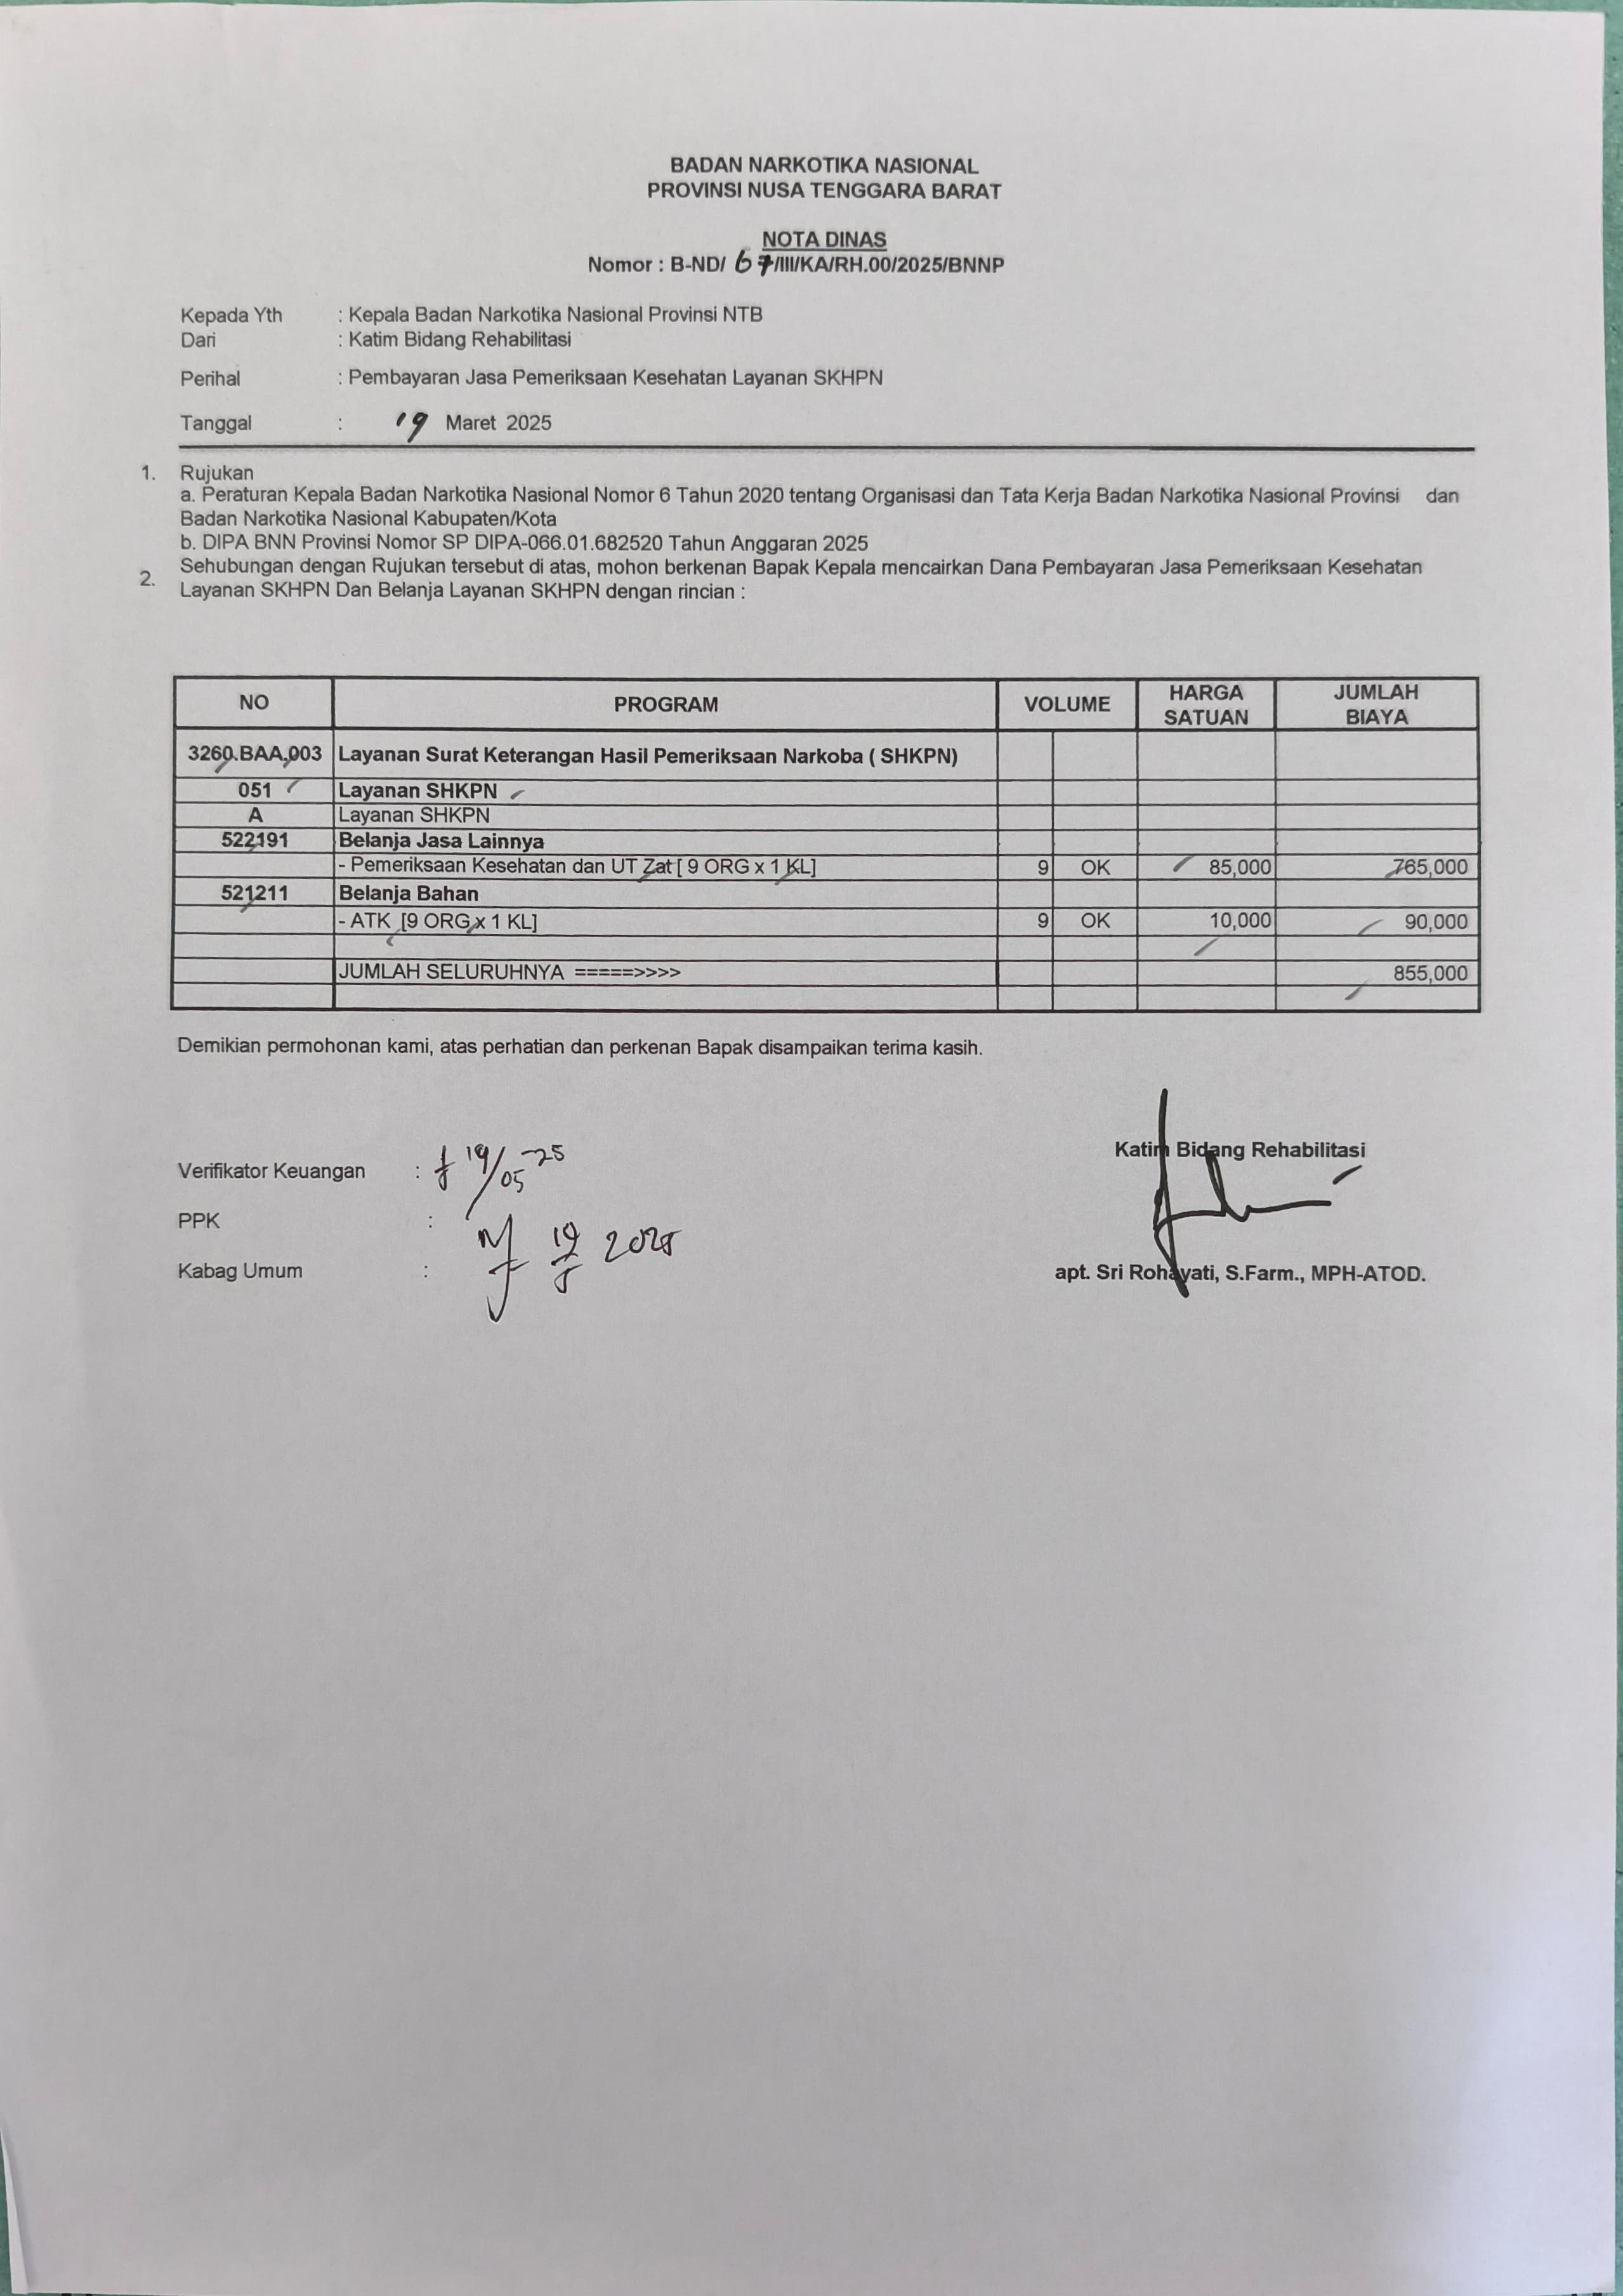 BADAN NARKOTIKA NASIONAL
PROVINSI NUSA TENGGARA BARAT
NOTA DINAS
Nomor : B-ND/ 67/III/KA/RH.00/2025/BNNP
Kepada Yth : Kepala Badan Narkotika Nasional Provinsi NTB
Dari : Katim Bidang Rehabilitasi
Perihal : Pembayaran Jasa Pemeriksaan Kesehatan Layanan SKHPN
Tanggal : 19 Maret 2025
1. Rujukan
a. Peraturan Kepala Badan Narkotika Nasional Nomor 6 Tahun 2020 tentang Organisasi dan Tata Kerja Badan Narkotika Nasional Provinsi dan
Badan Narkotika Nasional Kabupaten/Kota
b. DIPA BNN Provinsi Nomor SP DIPA-066.01.682520 Tahun Anggaran 2025
2. Sehubungan dengan Rujukan tersebut di atas, mohon berkenan Bapak Kepala mencairkan Dana Pembayaran Jasa Pemeriksaan Kesehatan
Layanan SKHPN Dan Belanja Layanan SKHPN dengan rincian :
NO PROGRAM VOLUME HARGA SATUAN JUMLAH BIAYA
3260.BAA.003 Layanan Surat Keterangan Hasil Pemeriksaan Narkoba ( SHKPN)
051 Layanan SHKPN
A Layanan SHKPN
522191 Belanja Jasa Lainnya
- Pemeriksaan Kesehatan dan UT Zat [ 9 ORG x 1 KL] 9 OK 85,000 765,000
521211 Belanja Bahan
- ATK [9 ORG x 1 KL] 9 OK 10,000 90,000
JUMLAH SELURUHNYA =====>>>> 855,000
Demikian permohonan kami, atas perhatian dan perkenan Bapak disampaikan terima kasih.
Katim Bidang Rehabilitasi
Verifikator Keuangan : 19/05-25
PPK :
19/5 2025
Kabag Umum :
apt. Sri Rohayati, S.Farm., MPH-ATOD.